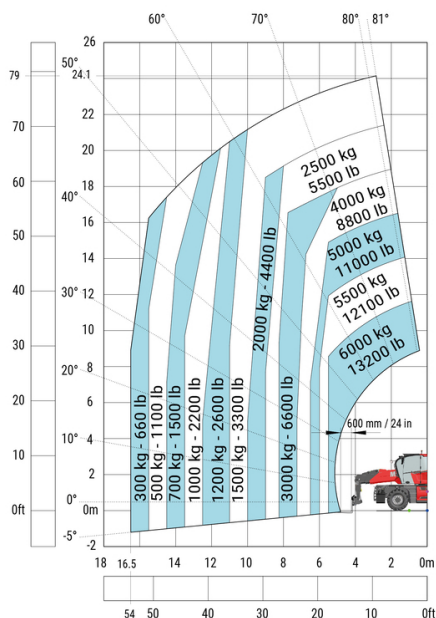 60° 70° 80° 81°
26
50°
79 24.1
22
70
20
2500 kg
5500 lb
60 18
4000 kg
8800 lb
40°
16
50
5000 kg
11000 lb
14
2000 kg - 4400 lb
40 12
5500 kg
12100 lb
30°
10
30
6000 kg
13200 lb
8
20°
20 6
600 mm / 24 in
300 kg - 660 lb
500 kg - 1100 lb
700 kg - 1500 lb
1000 kg - 2200 lb
1200 kg - 2600 lb
1500 kg - 3300 lb
3000 kg - 6600 lb
10° 4
10 2
0°
0ft 0m
-5°
-2
18 16.5 14 12 10 8 6 4 2 0m
54 50 40 30 20 10 0ft